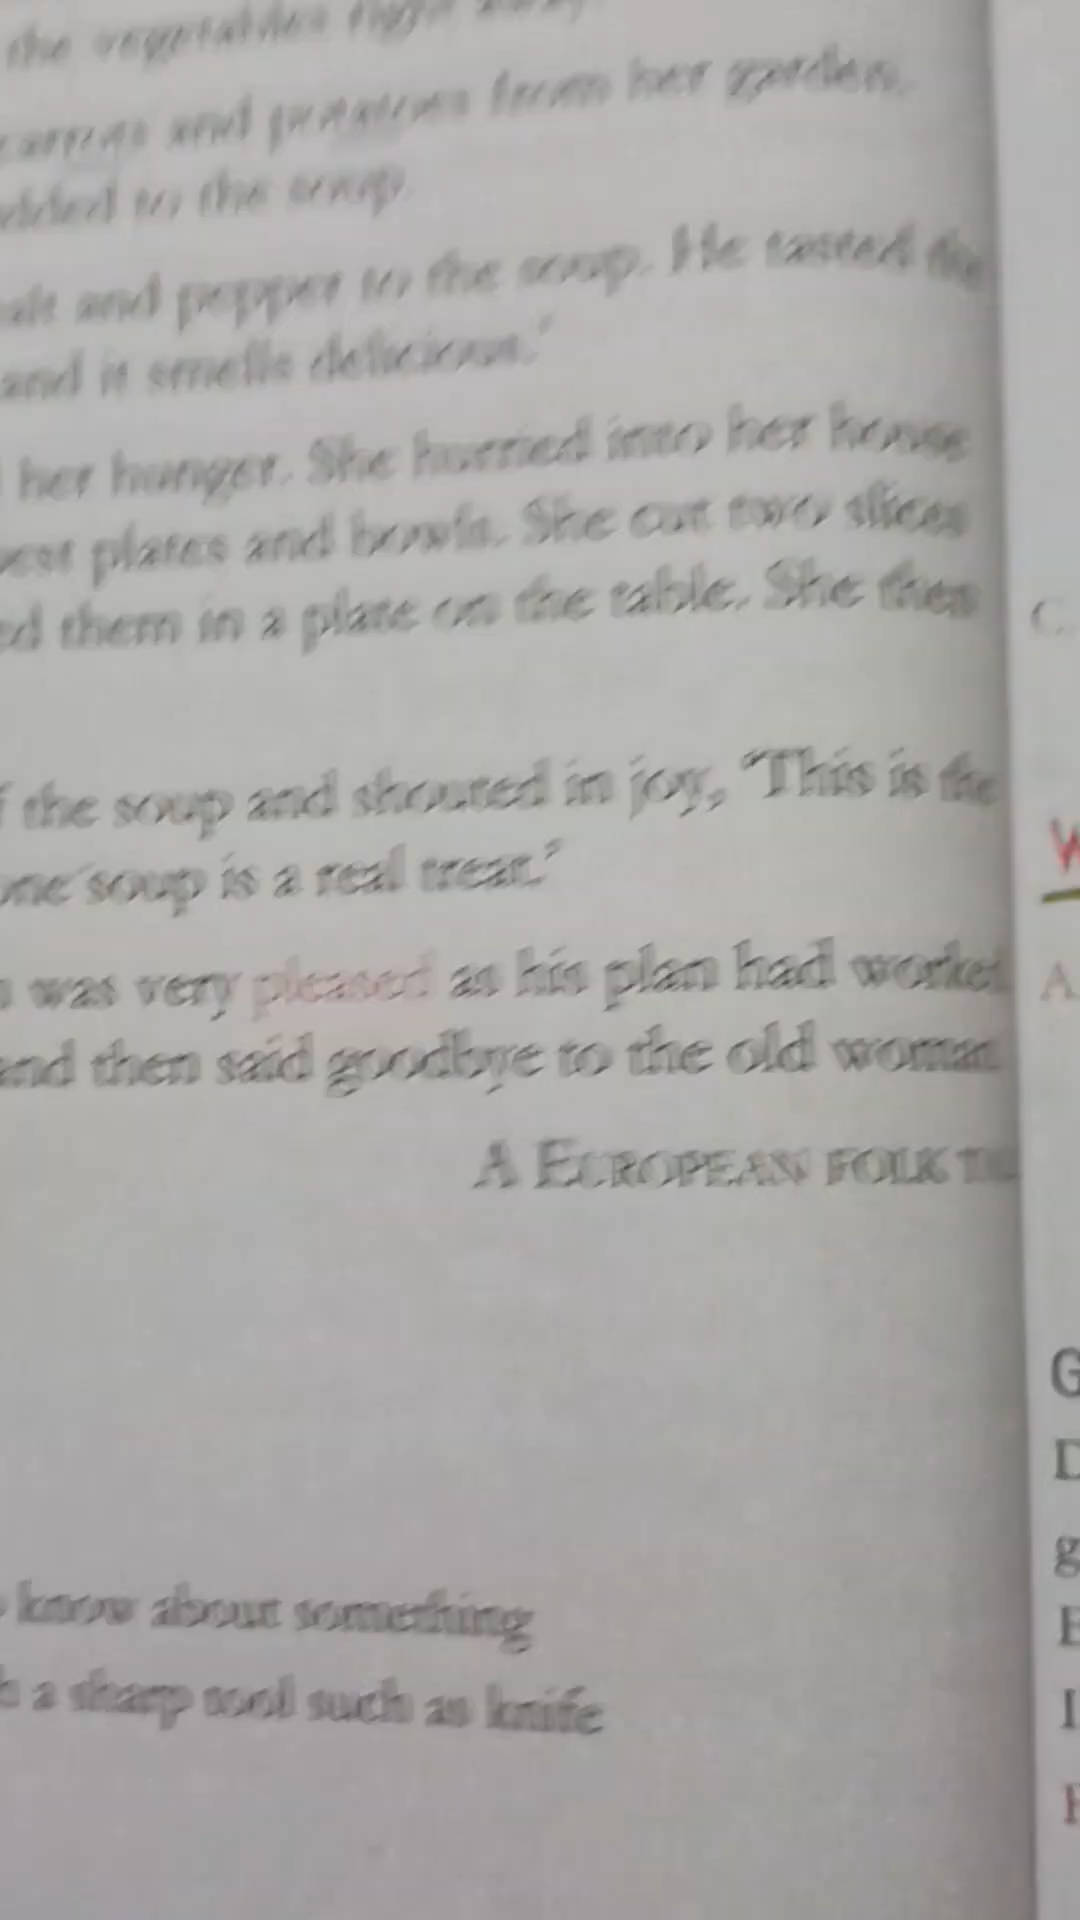 the vegetables right away
carrots and potatoes from her garden.
added to the soup.
salt and pepper to the soup. He tasted the
and it smells delicious.'
her hunger. She hurried into her house
plates and bowls. She cut two slices
ed them in a plate on the table. She then
the soup and shouted in joy, 'This is the
one soup is a real treat.'
was very pleased as his plan had worked
and then said goodbye to the old woman
A EUROPEAN FOLK
know about something
a sharp tool such as knife
C.
W
A.
G
D
g
E
I